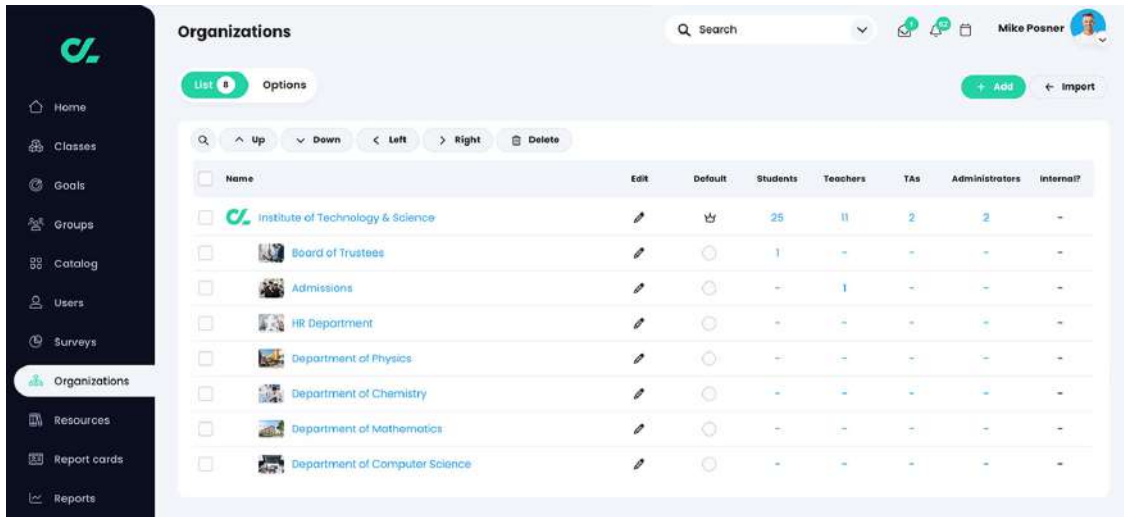 Organizations
Search
1
52
Mike Posner
List 8
Options
+ Add
← Import
Home
Classes
Goals
Groups
Catalog
Users
Surveys
Organizations
Resources
Report cards
Reports
Up
Down
Left
Right
Delete
Name Edit Default Students Teachers TAs Administrators Internal?
Institute of Technology & Science 25 11 2 2 -
Board of Trustees 1 - - - -
Admissions - 1 - - -
HR Department - - - - -
Department of Physics - - - - -
Department of Chemistry - - - - -
Department of Mathematics - - - - -
Department of Computer Science - - - - -